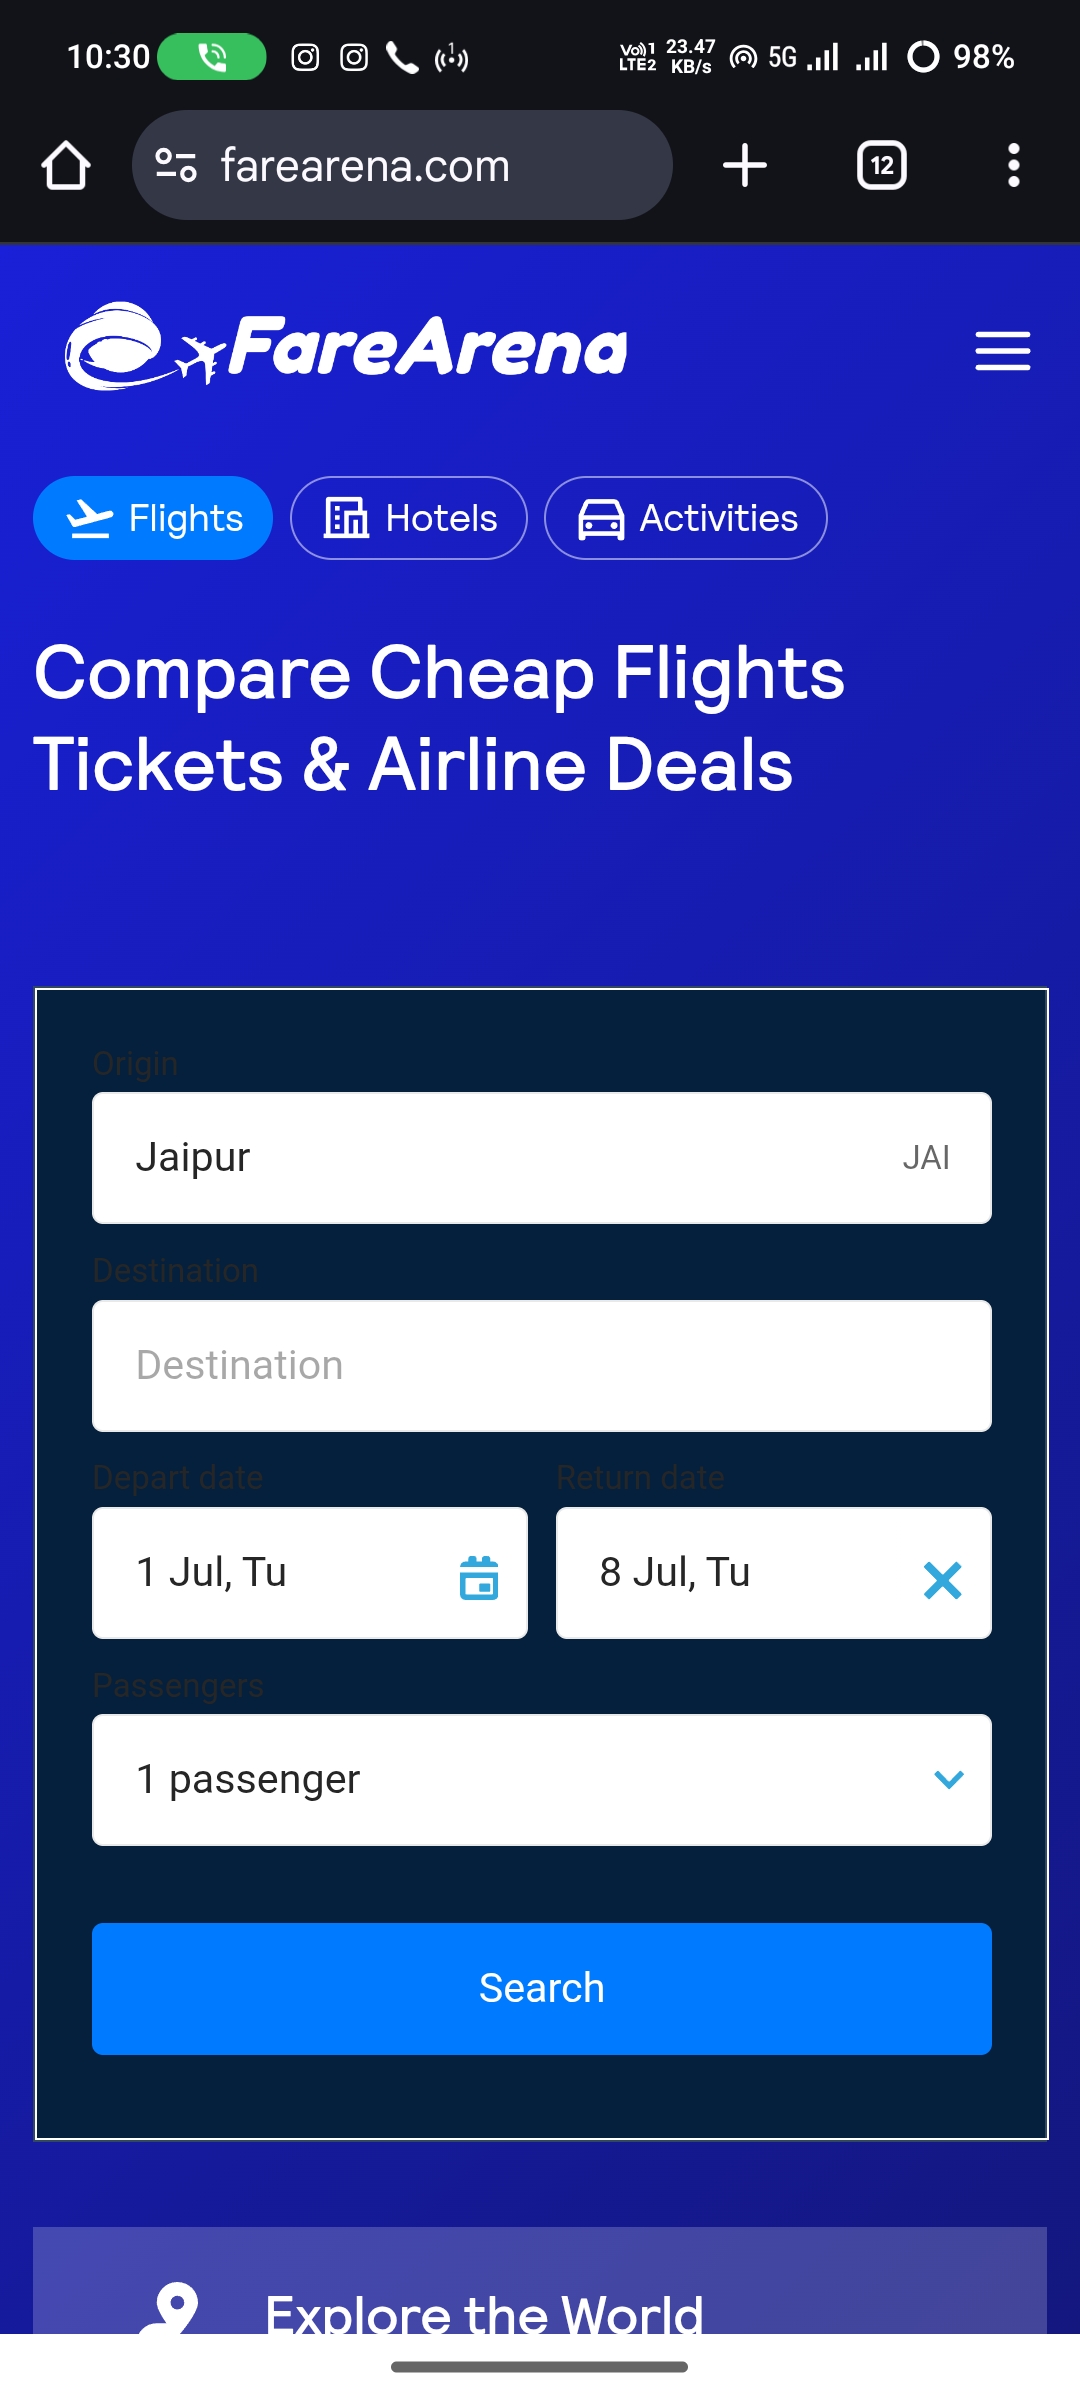 10:30
Vo) 1 LTE2 23.47 KB/s 5G 98%
farearena.com
12
FareArena
Flights Hotels Activities
Compare Cheap Flights
Tickets & Airline Deals
Origin
Jaipur JAI
Destination
Destination
Depart date Return date
1 Jul, Tu 8 Jul, Tu
Passengers
1 passenger
Search
Explore the World